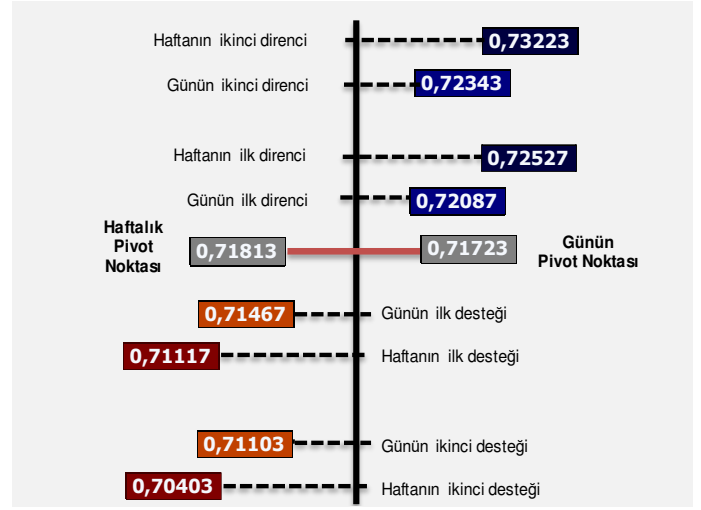 Haftanın ikinci direnci
0,73223
Günün ikinci direnci
0,72343
Haftanın ilk direnci
0,72527
Günün ilk direnci
0,72087
Haftalık
Pivot
Noktası
0,71813
0,71723
Günün
Pivot Noktası
0,71467
Günün ilk desteği
0,71117
Haftanın ilk desteği
0,71103
Günün ikinci desteği
0,70403
Haftanın ikinci desteği